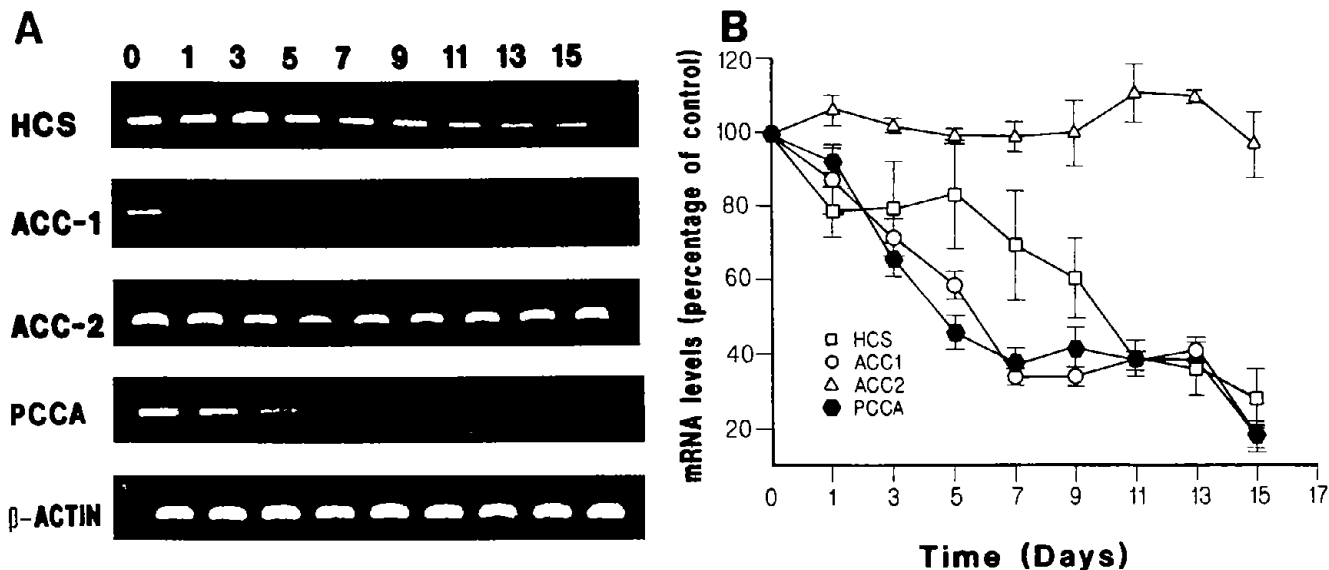 A
0 1 3 5 7 9 11 13 15
HCS
ACC-1
ACC-2
PCCA
β-ACTIN
B
mRNA levels (percentage of control)
120
100
80
60
40
20
HCS
ACC1
ACC2
PCCA
0 1 3 5 7 9 11 13 15 17
Time (Days)